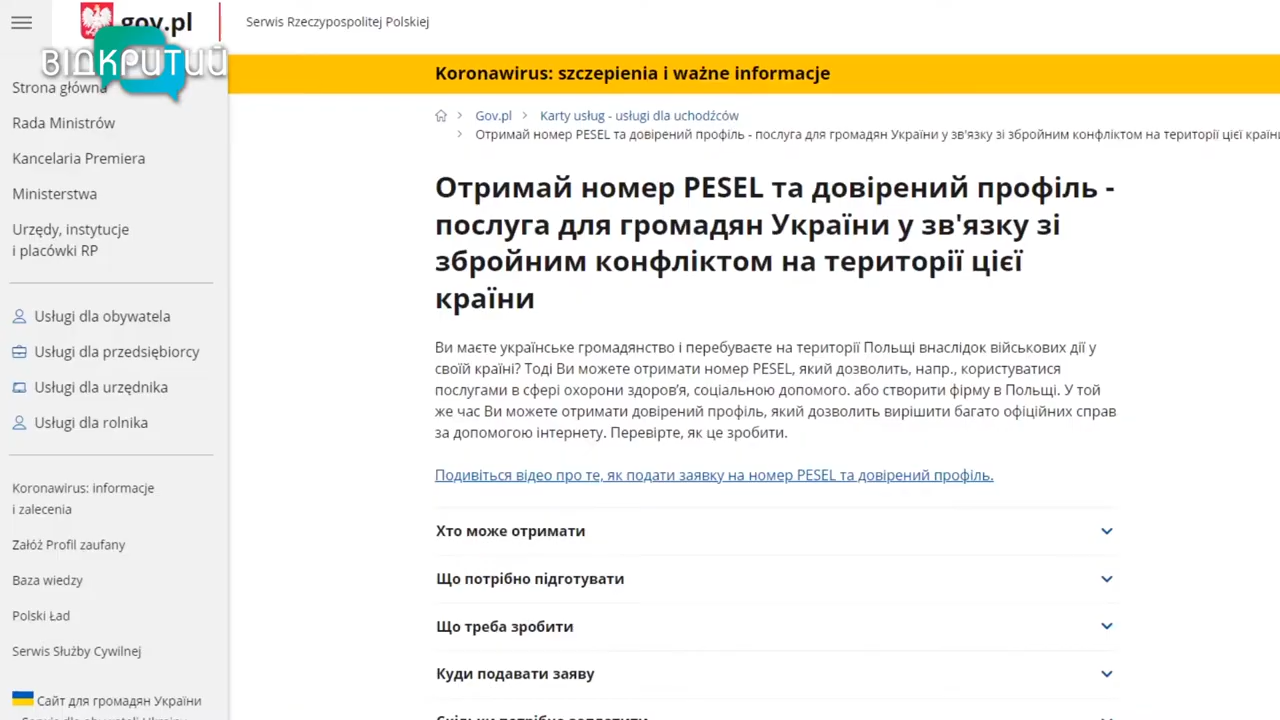 gov.pl
Serwis Rzeczypospolitej Polskiej
ВІДКРИТИЙ
Strona główna
Rada Ministrów
Kancelaria Premiera
Ministerstwa
Urzędy, instytucje
i placówki RP
Usługi dla obywatela
Usługi dla przedsiębiorcy
Usługi dla urzędnika
Usługi dla rolnika
Koronawirus: informacje
i zalecenia
Załóż Profil zaufany
Baza wiedzy
Polski Ład
Serwis Służby Cywilnej
Сайт для громадян України
Koronawirus: szczepienia i ważne informacje
Gov.pl
Karty usług - usługi dla uchodźców
Отримай номер PESEL та довірений профіль - послуга для громадян України у зв'язку зі збройним конфліктом на території цієї
Отримай номер PESEL та довірений профіль -
послуга для громадян України у зв'язку зі
збройним конфліктом на території цієї
країни
Ви маєте українське громадянство і перебуваєте на території Польщі внаслідок військових дії у
своїй країні? Тоді Ви можете отримати номер PESEL, який дозволить, напр., користуватися
послугами в сфері охорони здоров’я, соціальною допомого. або створити фірму в Польщі. У той
же час Ви можете отримати довірений профіль, який дозволить вирішити багато офіційних справ
за допомогою інтернету. Перевірте, як це зробити.
Подивіться відео про те, як подати заявку на номер PESEL та довірений профіль.
Хто може отримати
Що потрібно підготувати
Що треба зробити
Куди подавати заяву